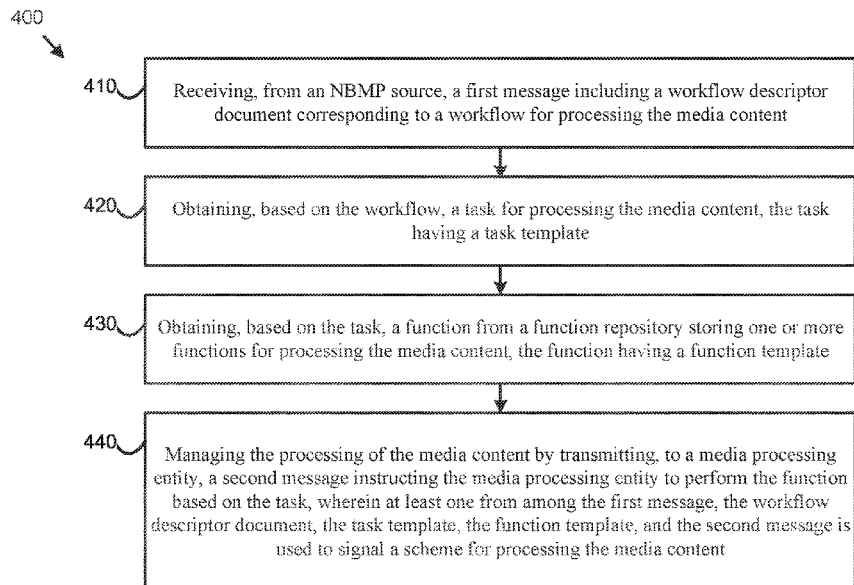 400
410
Receiving, from an NBMP source, a first message including a workflow descriptor
document corresponding to a workflow for processing the media content
420
Obtaining, based on the workflow, a task for processing the media content, the task
having a task template
430
Obtaining, based on the task, a function from a function repository storing one or more
functions for processing the media content, the function having a function template
440
Managing the processing of the media content by transmitting, to a media processing
entity, a second message instructing the media processing entity to perform the function
based on the task, wherein at least one from among the first message, the workflow
descriptor document, the task template, the function template, and the second message is
used to signal a scheme for processing the media content